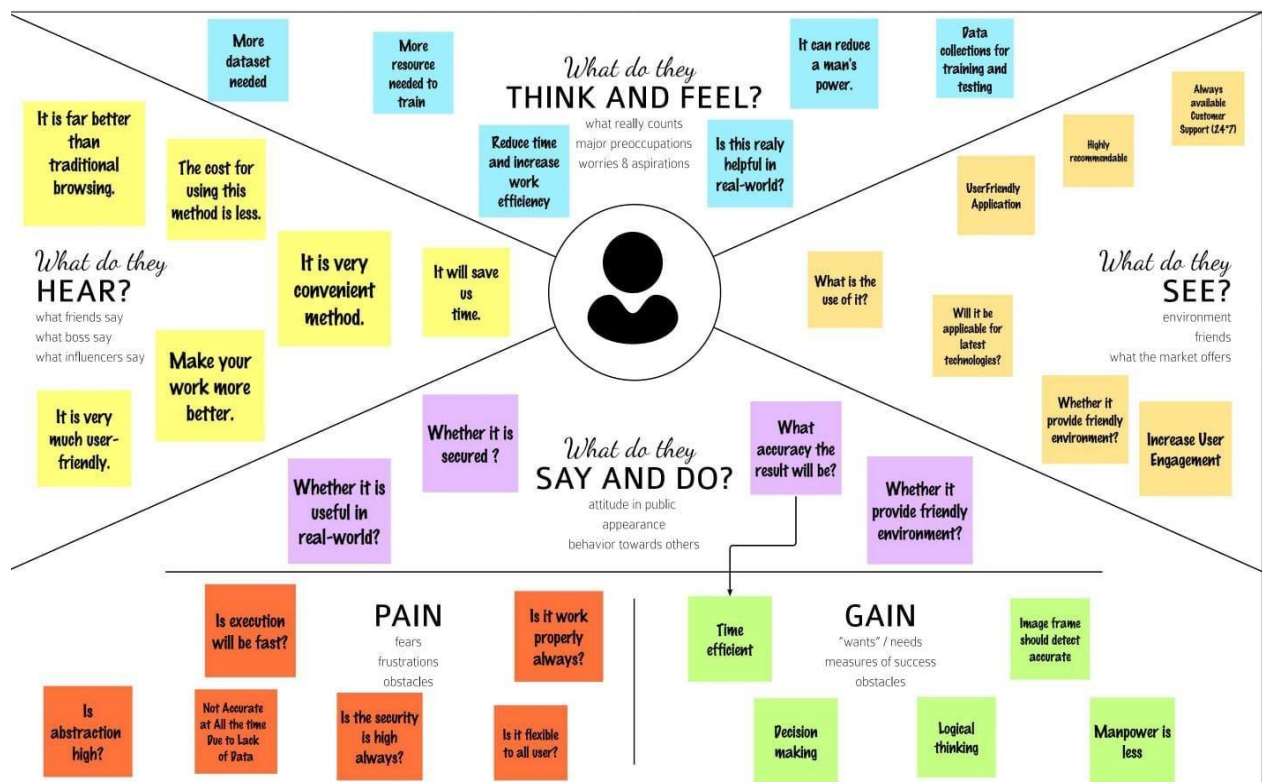 More
dataset
needed
More
resource
needed to
train
What do they
THINK AND FEEL?
what really counts
major preoccupations
worries & aspirations
It can reduce
a man's
power.
Data
collections for
training and
testing
Reduce time
and increase
work
efficiency
Is this realy
helpful in
real-world?
It is far better
than
traditional
browsing.
The cost for
using this
method is less.
What do they
HEAR?
what friends say
what boss say
what influencers say
It is very
convenient
method.
It will save
us
time.
Make your
work more
better.
It is very
much user-
friendly.
Always
available
Customer
Support (24*7)
Highly
recommendable
UserFriendly
Application
What do they
SEE?
environment
friends
what the market offers
What is the
use of it?
Will it be
applicable for
latest
technologies?
Whether it
provide friendly
environment?
Increase User
Engagement
Whether it is
secured ?
What do they
SAY AND DO?
attitude in public
appearance
behavior towards others
What
accuracy the
result will be?
Whether it is
useful in
real-world?
Whether it
provide friendly
environment?
PAIN
fears
frustrations
obstacles
Is execution
will be fast?
Is it work
properly
always?
Is
abstraction
high?
Not Accurate
at All the time
Due to Lack
of Data
Is the security
is high
always?
Is it flexible
to all user?
GAIN
"wants" / needs
measures of success
obstacles
Time
efficient
Image frame
should detect
accurate
Decision
making
Logical
thinking
Manpower is
less